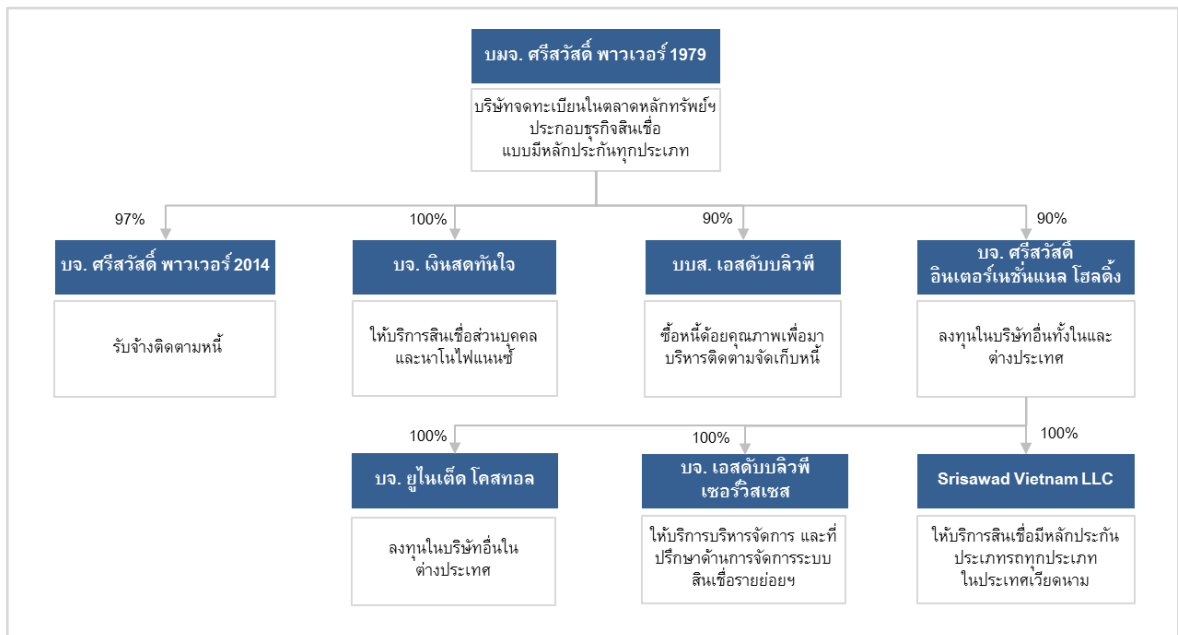 บมจ. ศรีสวัสดิ์ พาวเวอร์ 1979
บริษัทจดทะเบียนในตลาดหลักทรัพย์ฯ
ประกอบธุรกิจสินเชื่อ
แบบมีหลักประกันทุกประเภท
97%
100%
90%
90%
บจ. ศรีสวัสดิ์ พาวเวอร์ 2014
รับจ้างติดตามหนี้
บจ. เงินสดทันใจ
ให้บริการสินเชื่อส่วนบุคคล
และนาโนไฟแนนซ์
บบส. เอสดับบลิวพี
ซื้อหนี้ด้อยคุณภาพเพื่อมา
บริหารติดตามจัดเก็บหนี้
บจ. ศรีสวัสดิ์
อินเตอร์เนชั่นแนล โฮลดิ้ง
ลงทุนในบริษัทอื่นทั้งในและ
ต่างประเทศ
100%
100%
100%
บจ. ยูไนเต็ด โคสทอล
ลงทุนในบริษัทอื่นใน
ต่างประเทศ
บจ. เอสดับบลิวพี
เซอร์วิสเซส
ให้บริการบริหารจัดการ และที่
ปรึกษาด้านการจัดการระบบ
สินเชื่อรายย่อยฯ
Srisawad Vietnam LLC
ให้บริการสินเชื่อมีหลักประกัน
ประเภทรถทุกประเภท
ในประเทศเวียดนาม